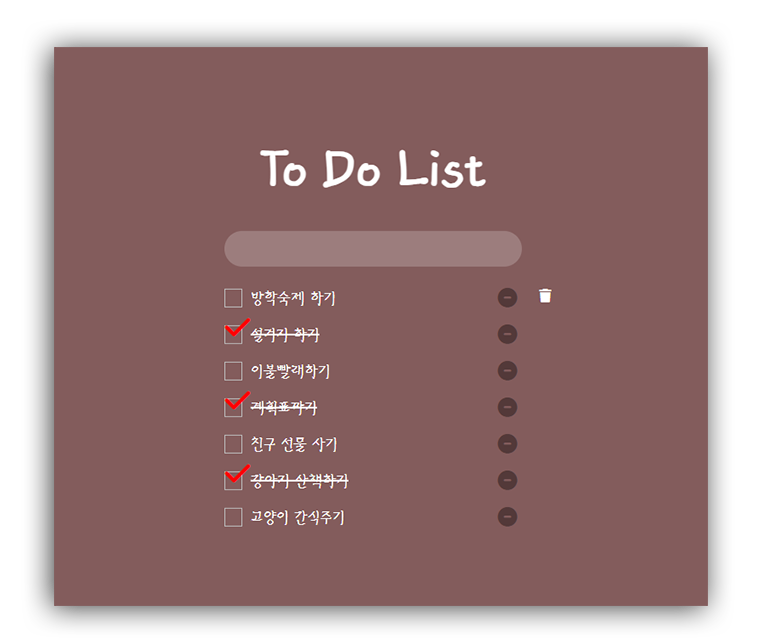 To Do List
방학숙제 하기
설거지 하기
이불빨래하기
계획표짜기
친구 선물 사기
강아지 산책하기
고양이 간식주기